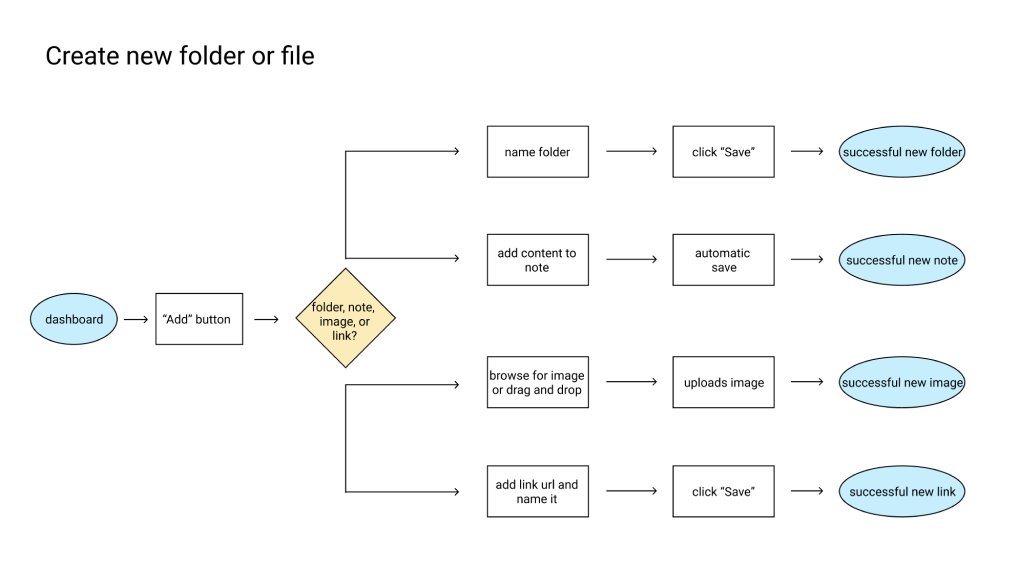 Create new folder or file
name folder
click “Save”
successful new folder
add content to
note
automatic
save
successful new note
dashboard
“Add” button
folder, note,
image, or
link?
browse for image
or drag and drop
uploads image
successful new image
add link url and
name it
click “Save”
successful new link